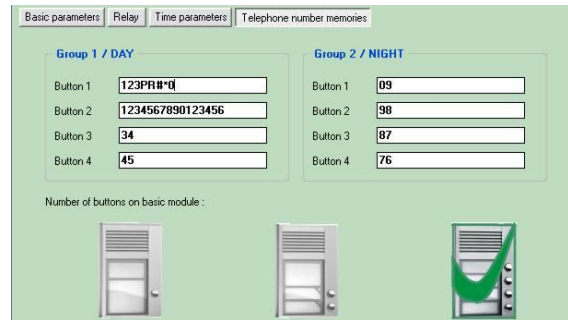 Basic parameters Relay Time parameters Telephone number memories
Group 1 / DAY
Button 1 123PR#*0
Button 2 1234567890123456
Button 3 34
Button 4 45
Group 2 / NIGHT
Button 1 09
Button 2 98
Button 3 87
Button 4 76
Number of buttons on basic module :